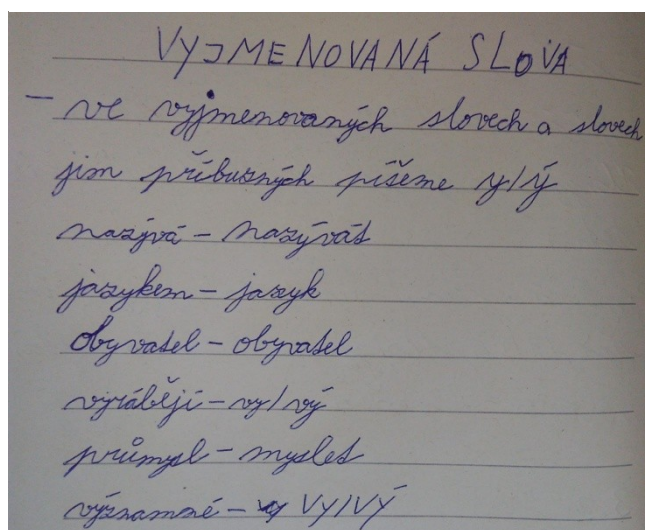 VYJMENOVANÁ SLOVA
- ve vyjmenovaných slovech a slovech
jim příbuzných píšeme y/ý
nazývá - nazývat
jazykem - jazyk
obyvatel - obyvatel
vyrábějí - vy/vý
průmysl - myslet
významné - vy VY/VÝ